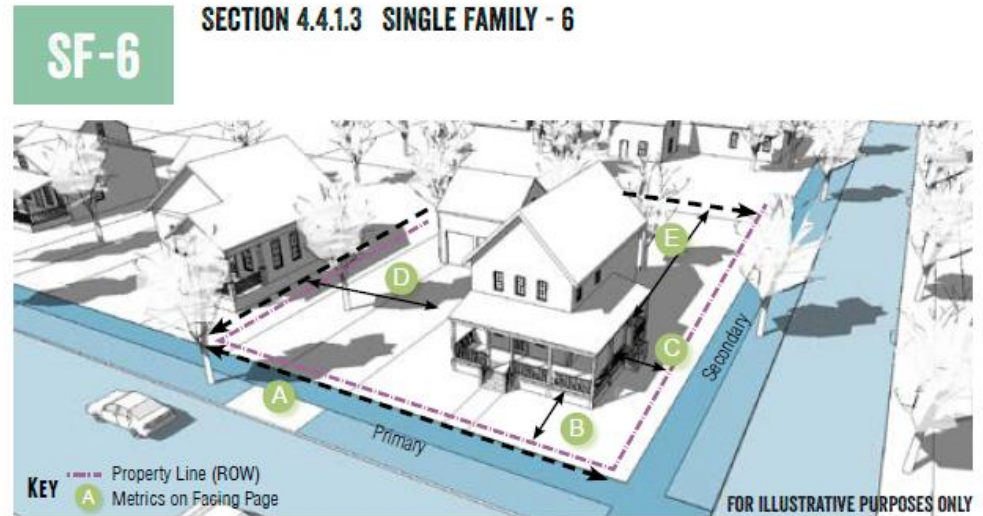 SF-6
SECTION 4.4.1.3 SINGLE FAMILY - 6
E
D
C
Secondary
A
B
Primary
KEY
Property Line (ROW)
A Metrics on Facing Page
FOR ILLUSTRATIVE PURPOSES ONLY